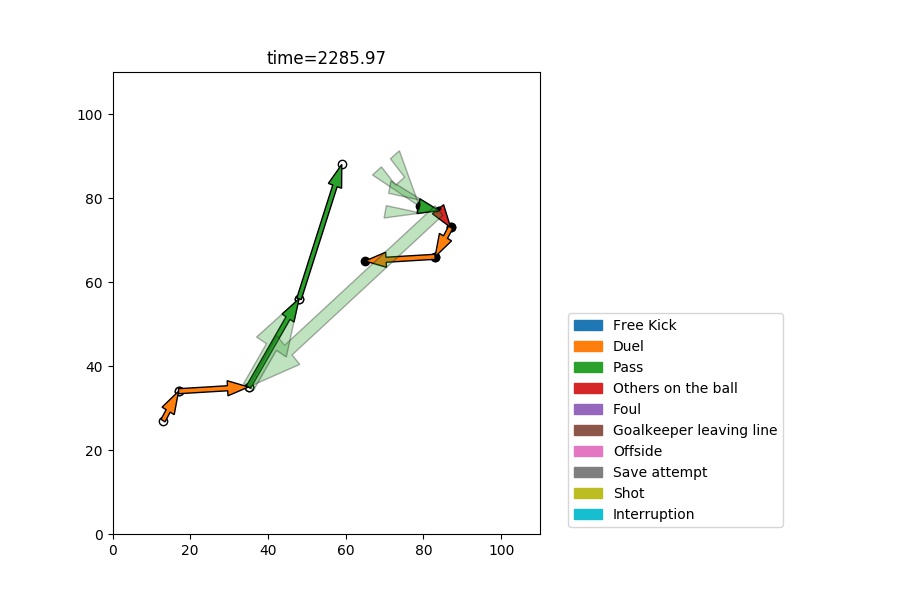 time=2285.97
100
80
60
40
20
0
0 20 40 60 80 100
Free Kick
Duel
Pass
Others on the ball
Foul
Goalkeeper leaving line
Offside
Save attempt
Shot
Interruption